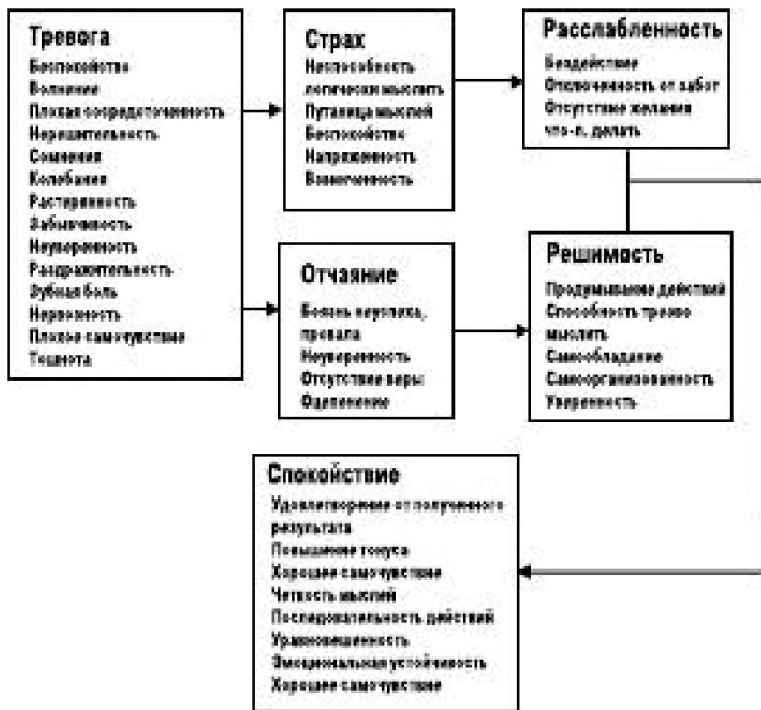 Тревога
Беспокойство
Волнение
Плохая сосредоточенность
Нерешительность
Сомнения
Колебания
Растерянность
Забывчивость
Неуверенность
Раздражительность
Зубная боль
Нервозность
Плохое самочувствие
Тошнота
Страх
Неспособность
логически мыслить
Путаница мыслей
Беспокойство
Напряженность
Расслабленность
Бездействие
Отключенность от забот
Отсутствие желания
что-л. делать
Отчаяние
Боязнь неуспеха,
провала
Неуверенность
Отсутствие веры
Оцепенение
Решимость
Продумывание действий
Способность трезво
мыслить
Самообладание
Самоорганизованность
Уверенность
Спокойствие
Удовлетворение от полученного
результата
Повышение тонуса
Хорошее самочувствие
Четкость мыслей
Последовательность действий
Уравновешенность
Эмоциональная устойчивость
Хорошее самочувствие